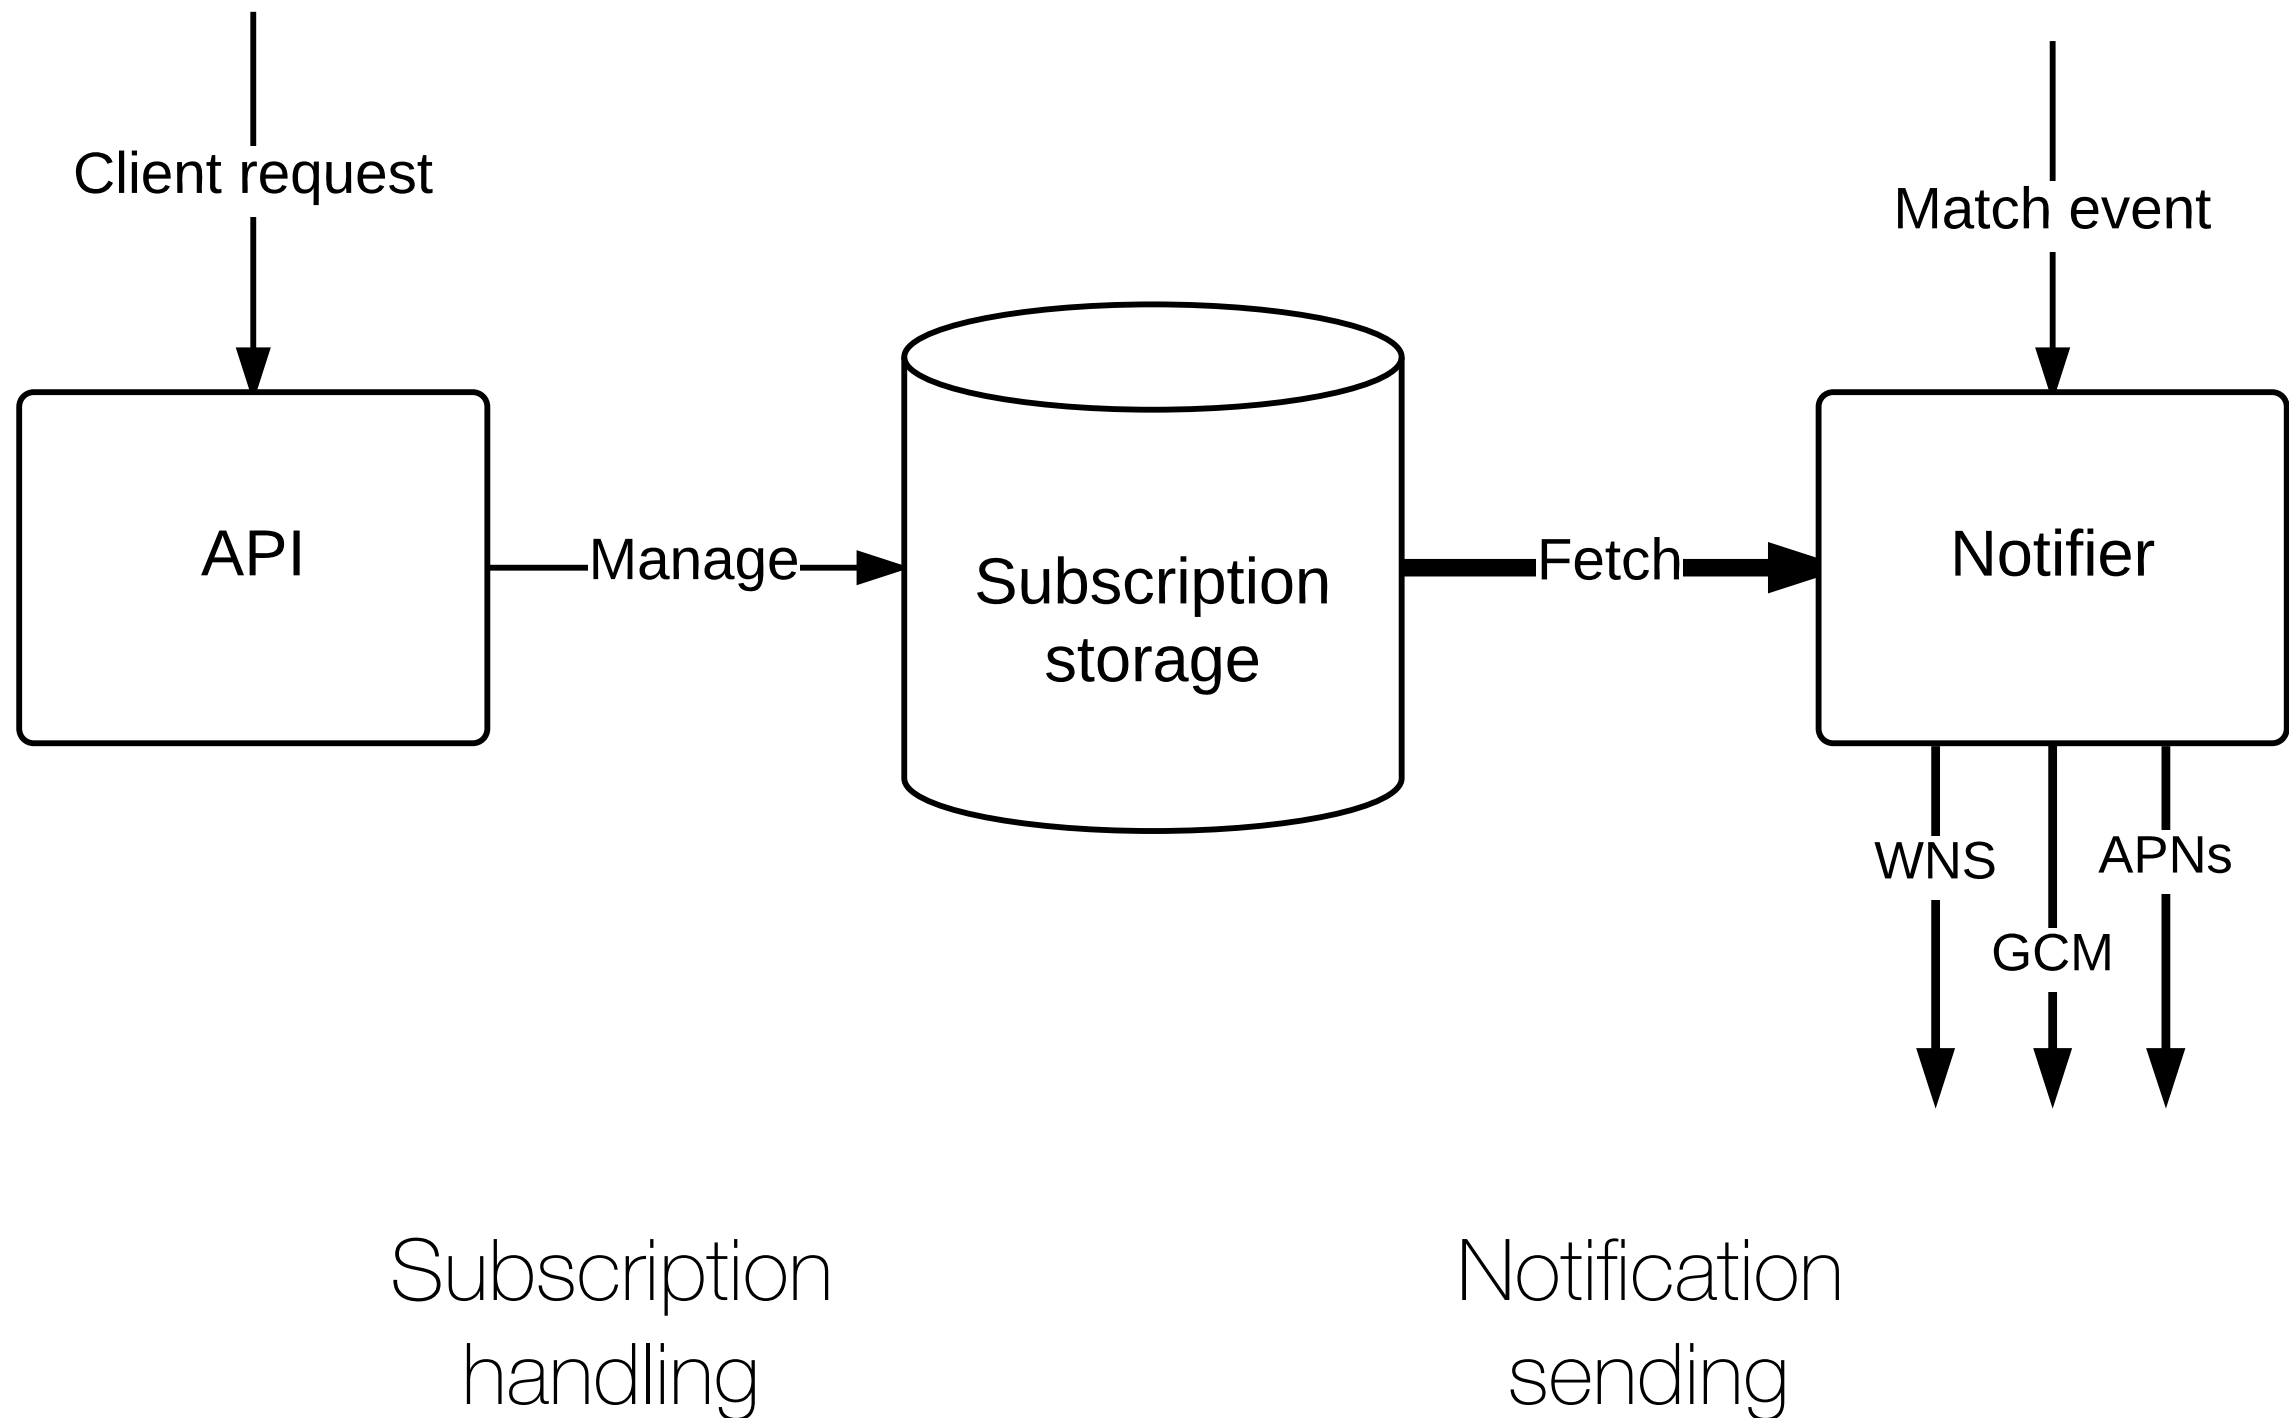 Client request
Match event
API
Manage
Subscription
storage
Fetch
Notifier
WNS
APNs
GCM
Subscription
handling
Notification
sending